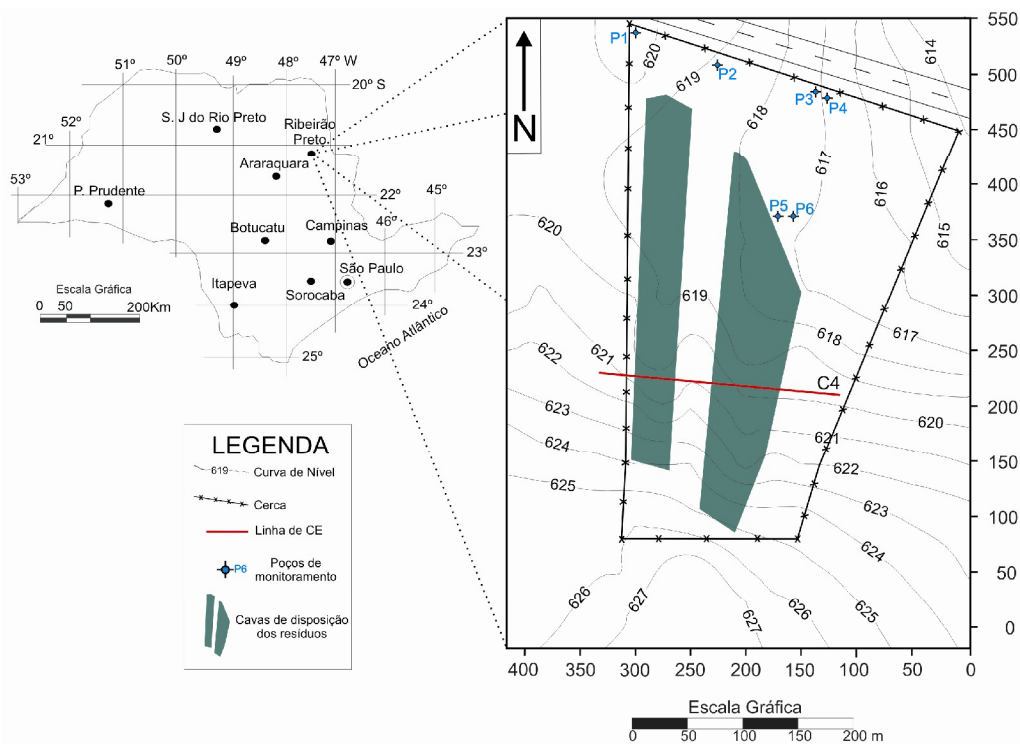 51º
50º
49º
48º
47º W
20º S
52º
21º
53º
S. J do Rio Preto
Ribeirão
Preto
Araraquara
P. Prudente
22º
45º
46º
23º
Botucatu
Campinas
São Paulo
Itapeva
Sorocaba
24º
25º
Oceano Atlântico
Escala Gráfica
0 50 100 200Km
LEGENDA
619 Curva de Nível
Cerca
Linha de CE
P6 Poços de
monitoramento
Cavas de disposição
dos resíduos
N
P1
P2
P3
P4
P5
P6
C4
620
619
618
617
616
615
614
620
619
618
617
621
622
623
624
625
620
621
622
623
624
625
626
627
626
627
550
500
450
400
350
300
250
200
150
100
50
0
400 350 300 250 200 150 100 50 0
Escala Gráfica
0 50 100 150 200 m